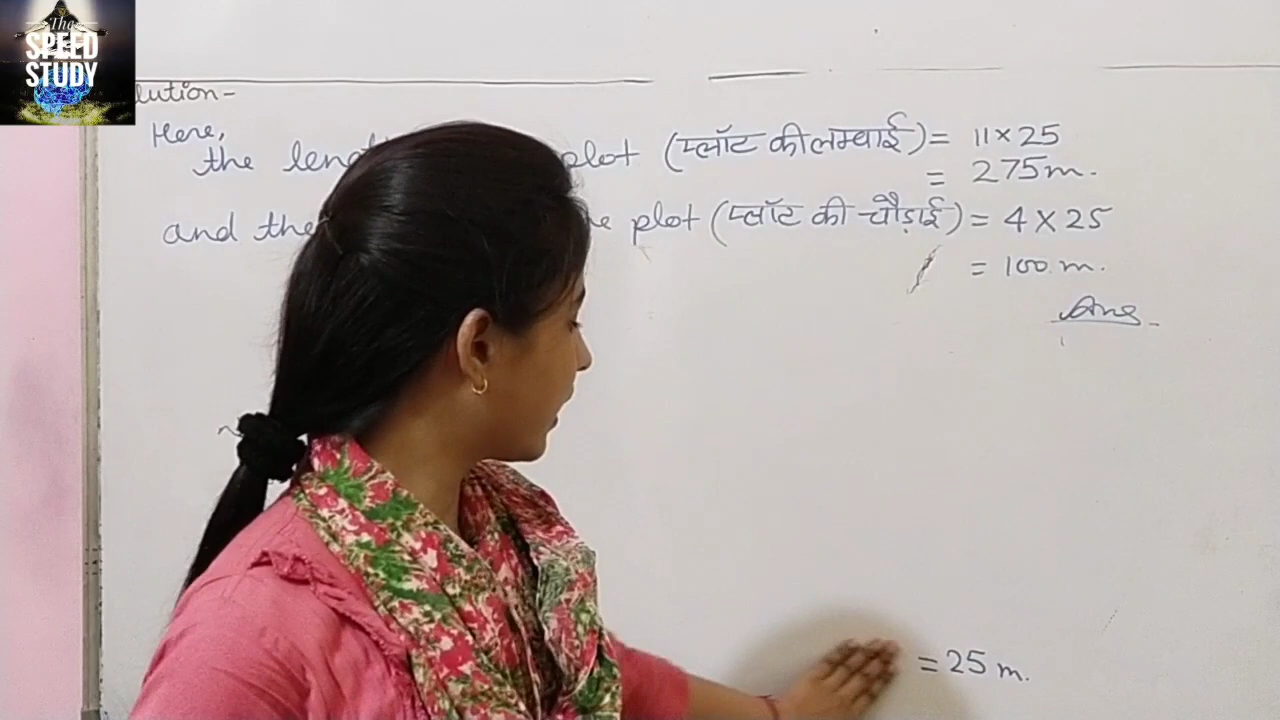 The
SPEED
STUDY
lution-
Here,
the plot (प्लॉट की लम्बाई) = 11 × 25
= 275 m.
and the plot (प्लॉट की चौड़ाई) = 4 × 25
= 100 m.
Ans
= 25 m.